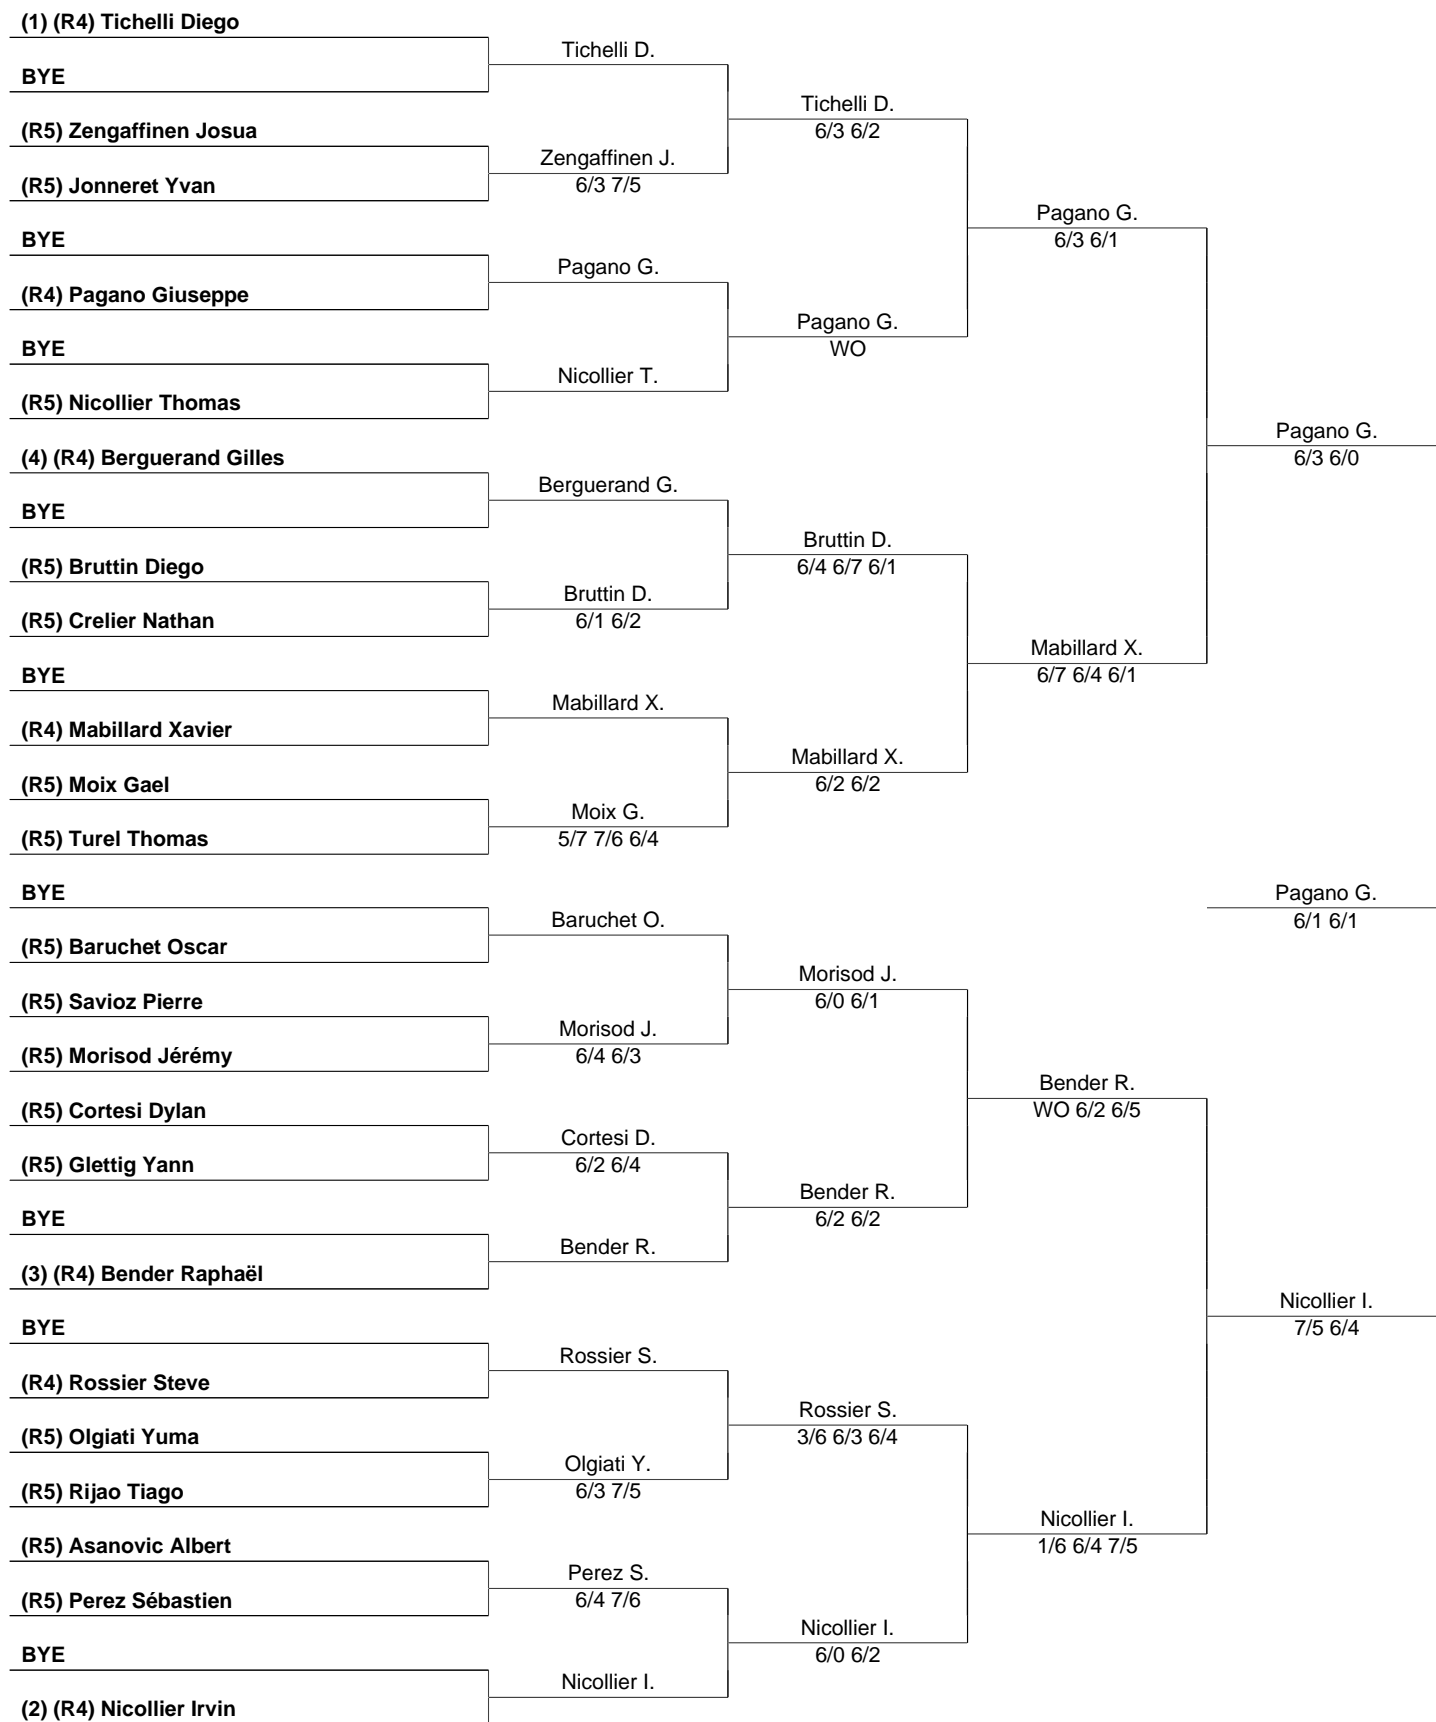 (1) (R4) Tichelli Diego
BYE
(R5) Zengaffinen Josua
(R5) Jonneret Yvan
BYE
(R4) Pagano Giuseppe
BYE
(R5) Nicollier Thomas
(4) (R4) Berguerand Gilles
BYE
(R5) Bruttin Diego
(R5) Crelier Nathan
BYE
(R4) Mabillard Xavier
(R5) Moix Gael
(R5) Turel Thomas
BYE
(R5) Baruchet Oscar
(R5) Savioz Pierre
(R5) Morisod Jérémy
(R5) Cortesi Dylan
(R5) Glettig Yann
BYE
(3) (R4) Bender Raphaël
BYE
(R4) Rossier Steve
(R5) Olgiati Yuma
(R5) Rijao Tiago
(R5) Asanovic Albert
(R5) Perez Sébastien
BYE
(2) (R4) Nicollier Irvin
Tichelli D.
Zengaffinen J.
6/3 7/5
Pagano G.
Nicollier T.
Berguerand G.
Bruttin D.
6/1 6/2
Mabillard X.
Moix G.
5/7 7/6 6/4
Baruchet O.
Morisod J.
6/4 6/3
Cortesi D.
6/2 6/4
Bender R.
Rossier S.
Olgiati Y.
6/3 7/5
Perez S.
6/4 7/6
Nicollier I.
Tichelli D.
6/3 6/2
Pagano G.
WO
Bruttin D.
6/4 6/7 6/1
Mabillard X.
6/2 6/2
Morisod J.
6/0 6/1
Bender R.
6/2 6/2
Rossier S.
3/6 6/3 6/4
Nicollier I.
6/0 6/2
Pagano G.
6/3 6/1
Mabillard X.
6/7 6/4 6/1
Bender R.
WO 6/2 6/5
Nicollier I.
1/6 6/4 7/5
Pagano G.
6/3 6/0
Pagano G.
6/1 6/1
Nicollier I.
7/5 6/4